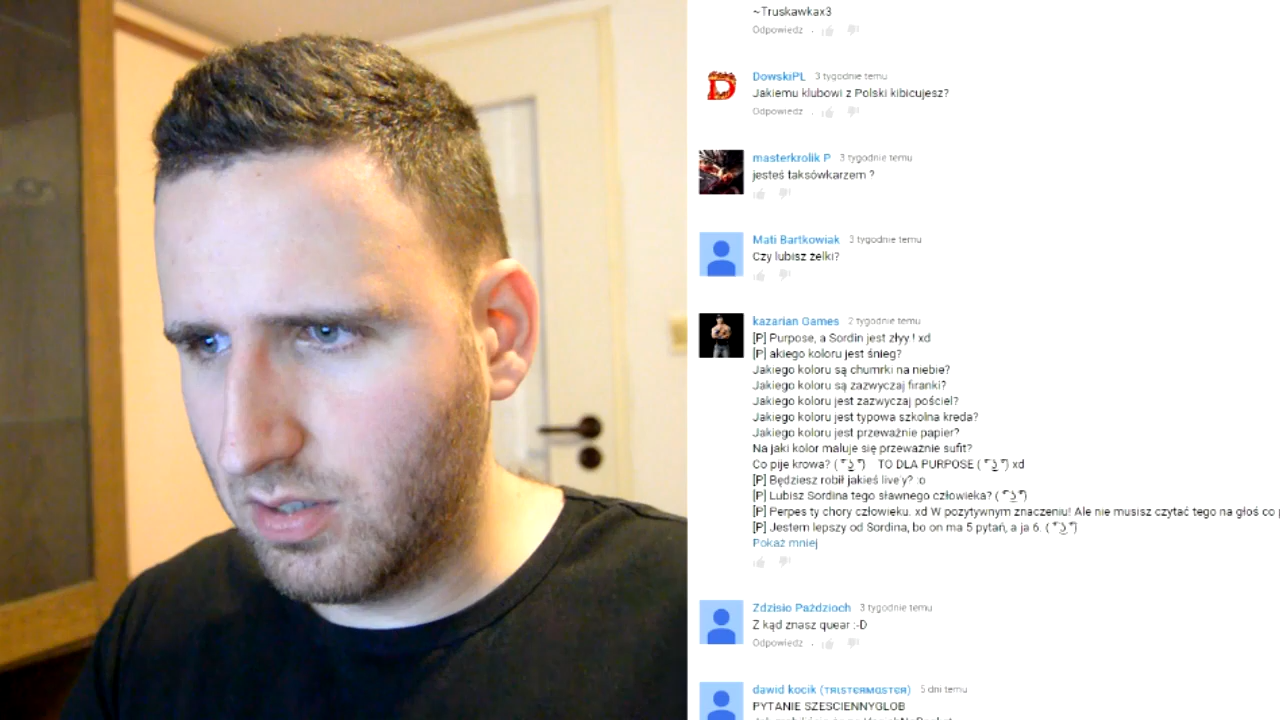 ~Truskawkax3
Odpowiedz ·
DowskiPL 3 tygodnie temu
Jakiemu klubowi z Polski kibicujesz?
Odpowiedz ·
masterkrolik P 3 tygodnie temu
jesteś taksówkarzem ?
Mati Bartkowiak 3 tygodnie temu
Czy lubisz żelki?
kazarian Games 2 tygodnie temu
[P] Purpose, a Sordin jest złyy ! xd
[P] akiego koloru jest śnieg?
Jakiego koloru są chumrki na niebie?
Jakiego koloru są zazwyczaj firanki?
Jakiego koloru jest zazwyczaj pościel?
Jakiego koloru jest typowa szkolna kreda?
Jakiego koloru jest przeważnie papier?
Na jaki kolor maluje się przeważnie sufit?
Co pije krowa? ( ͡° ͜ʖ ͡°) TO DLA PURPOSE ( ͡° ͜ʖ ͡°) xd
[P] Będziesz robił jakieś live'y? :o
[P] Lubisz Sordina tego sławnego człowieka? ( ͡° ͜ʖ ͡°)
[P] Perpes ty chory człowieku. xd W pozytywnym znaczeniu! Ale nie musisz czytać tego na głoś co
[P] Jestem lepszy od Sordina, bo on ma 5 pytań, a ja 6. ( ͡° ͜ʖ ͡°)
Pokaż mniej
Zdzisio Paździoch 3 tygodnie temu
Z kąd znasz quear :-D
Odpowiedz ·
dawid kocik (ᴛʀɪsᴛeʀмαsᴛeʀ) 5 dni temu
PYTANIE SZESCIENNYGLOB